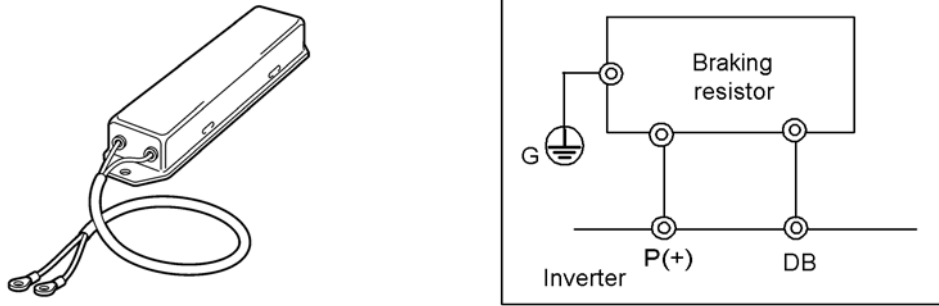 Braking
resistor
G
P(+)
DB
Inverter